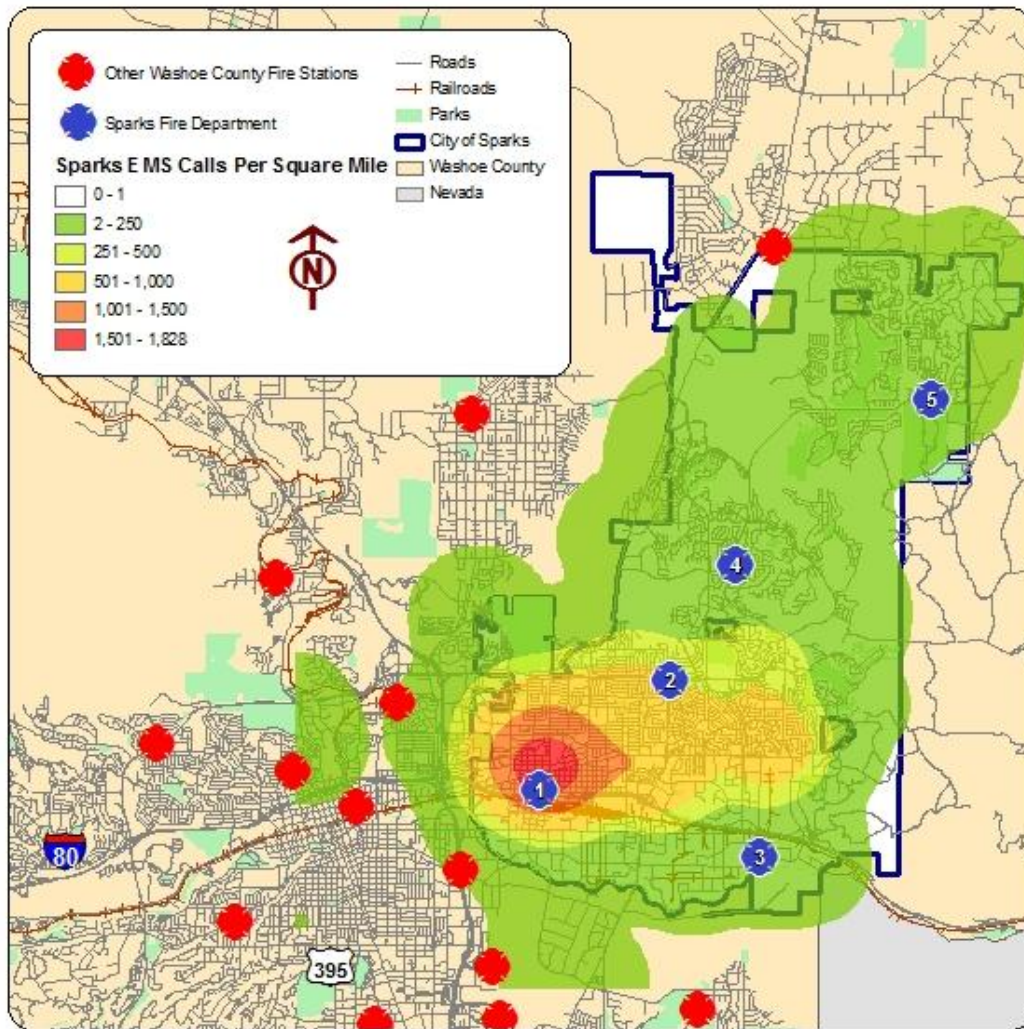 Other Washoe County Fire Stations
Sparks Fire Department
Sparks EMS Calls Per Square Mile
0 - 1
2 - 250
251 - 500
501 - 1,000
1,001 - 1,500
1,501 - 1,828
Roads
Railroads
Parks
City of Sparks
Washoe County
Nevada
N
5
4
2
1
3
80
395